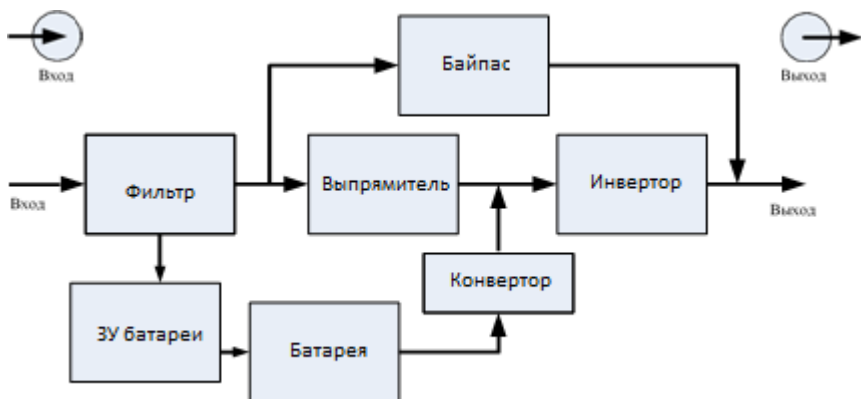 Вход
Выход
Байпас
Вход
Фильтр
Выпрямитель
Инвертор
Выход
Конвертор
ЗУ батареи
Батарея